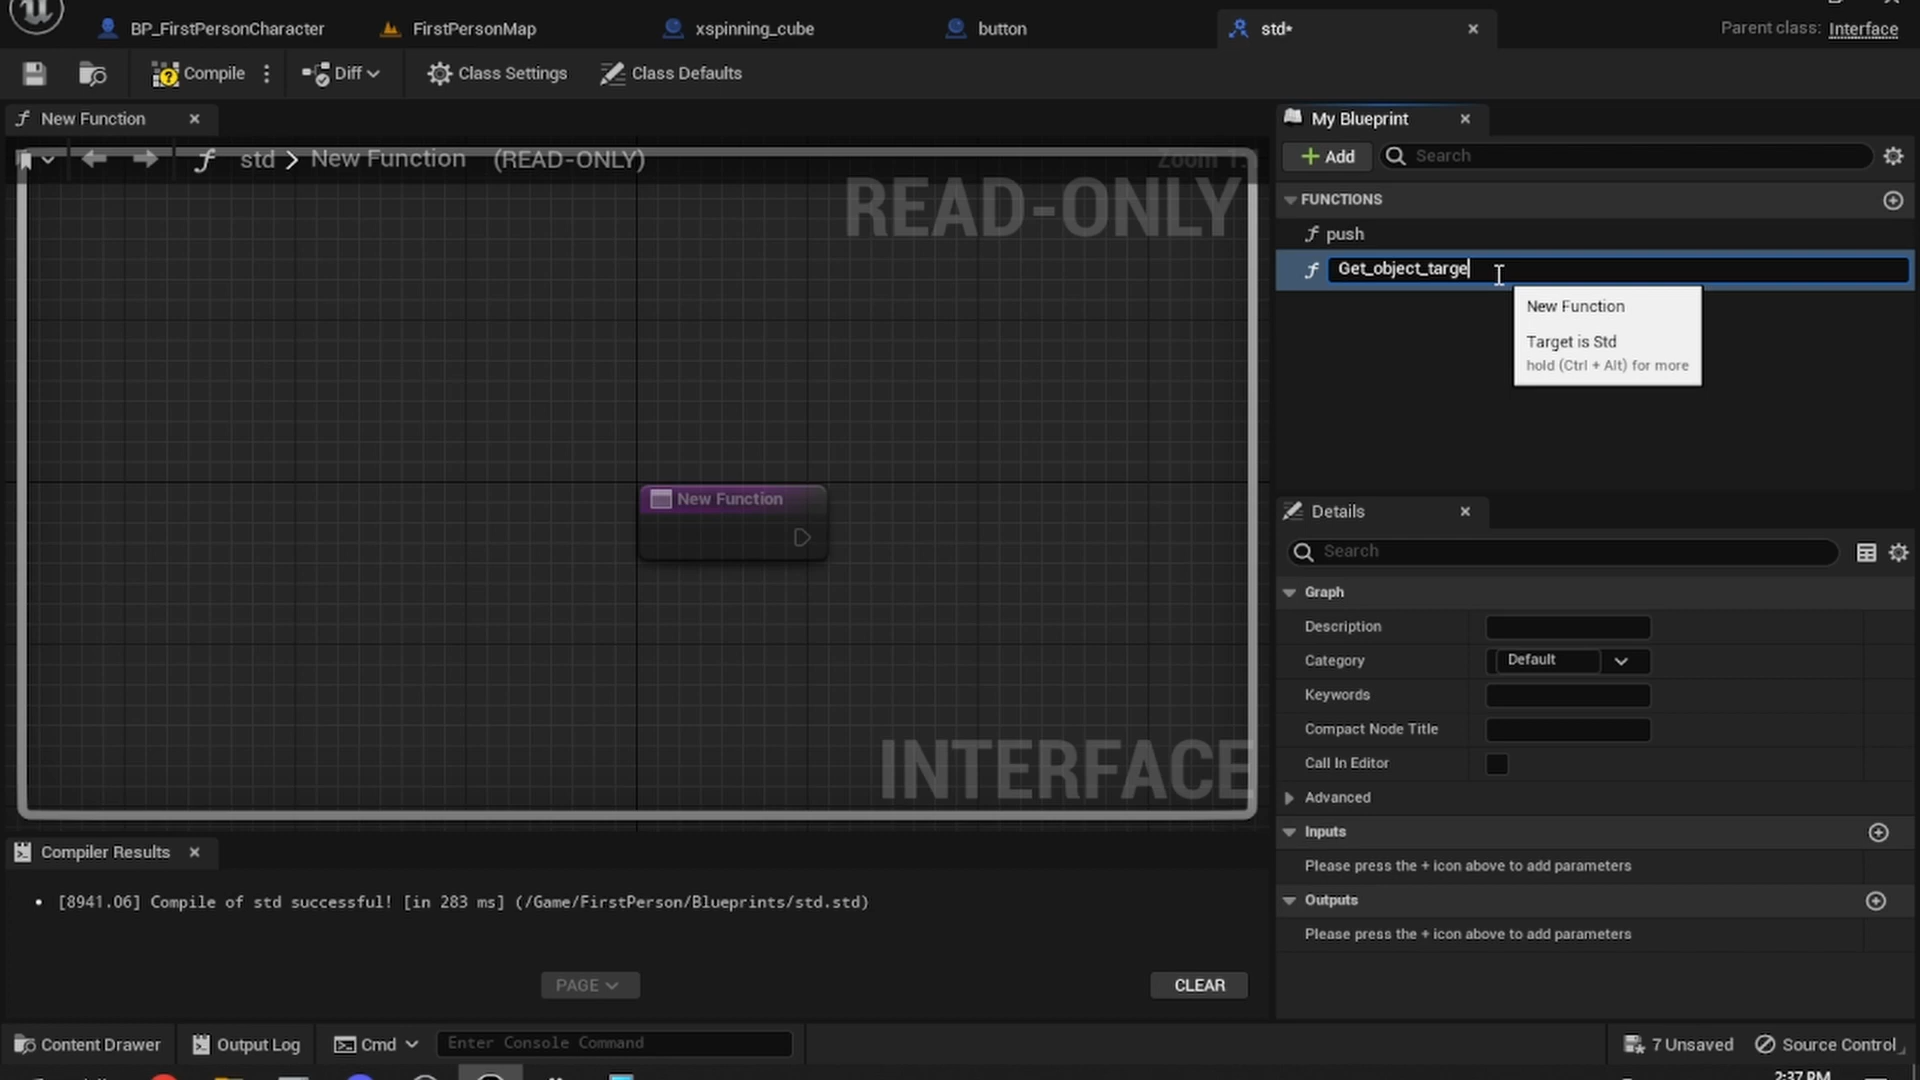 BP_FirstPersonCharacter
FirstPersonMap
xspinning_cube
button
std*
Parent class: Interface
Compile
Diff
Class Settings
Class Defaults
New Function
std > New Function (READ-ONLY)
READ-ONLY
New Function
INTERFACE
My Blueprint
+ Add
Search
FUNCTIONS
push
Get_object_targe
New Function
Target is Std
hold (Ctrl + Alt) for more
Details
Search
Graph
Description
Category
Default
Keywords
Compact Node Title
Call In Editor
Advanced
Inputs
Please press the + icon above to add parameters
Outputs
Please press the + icon above to add parameters
Compiler Results
[8941.06] Compile of std successful! [in 283 ms] (/Game/FirstPerson/Blueprints/std.std)
PAGE
CLEAR
Content Drawer
Output Log
Cmd
Enter Console Command
7 Unsaved
Source Control
2:37 PM